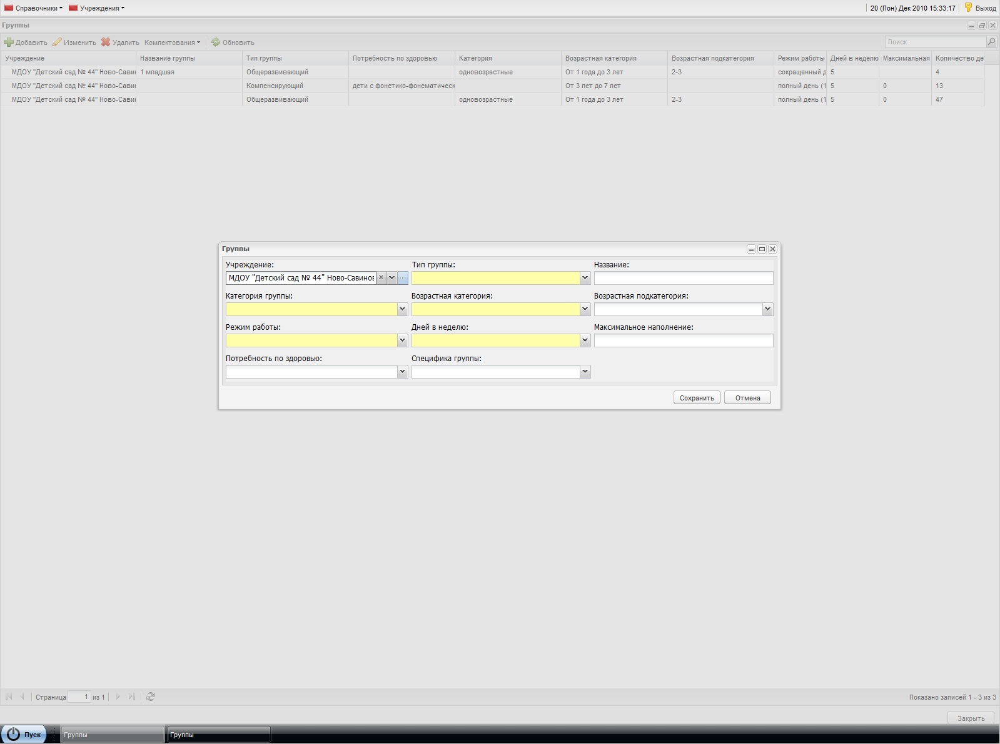 Справочники Учреждения 20 (Пон) Дек 2010 15:33:17 Выход
Группы
Добавить Изменить Удалить Комлектования Обновить Поиск
Учреждение Название группы Тип группы Потребность по здоровью Категория Возрастная категория Возрастная подкатегория Режим работы Дней в неделю Максимальная Количество де
МДОУ "Детский сад № 44" Ново-Сави 1 младшая Общеразвивающий одновозрастные От 1 года до 3 лет 2-3 сокращенный д 5 4
МДОУ "Детский сад № 44" Ново-Сави Компенсирующий дети с фонетико-фонематическ От 3 лет до 7 лет полный день (1 5 0 13
МДОУ "Детский сад № 44" Ново-Сави Общеразвивающий одновозрастные От 1 года до 3 лет 2-3 полный день (1 5 0 47
Группы
Учреждение: Тип группы: Название:
МДОУ "Детский сад № 44" Ново-Савинов
Категория группы: Возрастная категория: Возрастная подкатегория:
Режим работы: Дней в неделю: Максимальное наполнение:
Потребность по здоровью: Специфика группы:
Сохранить Отмена
Страница 1 из 1 Показано записей 1 - 3 из 3
Закрыть
Пуск Группы Группы